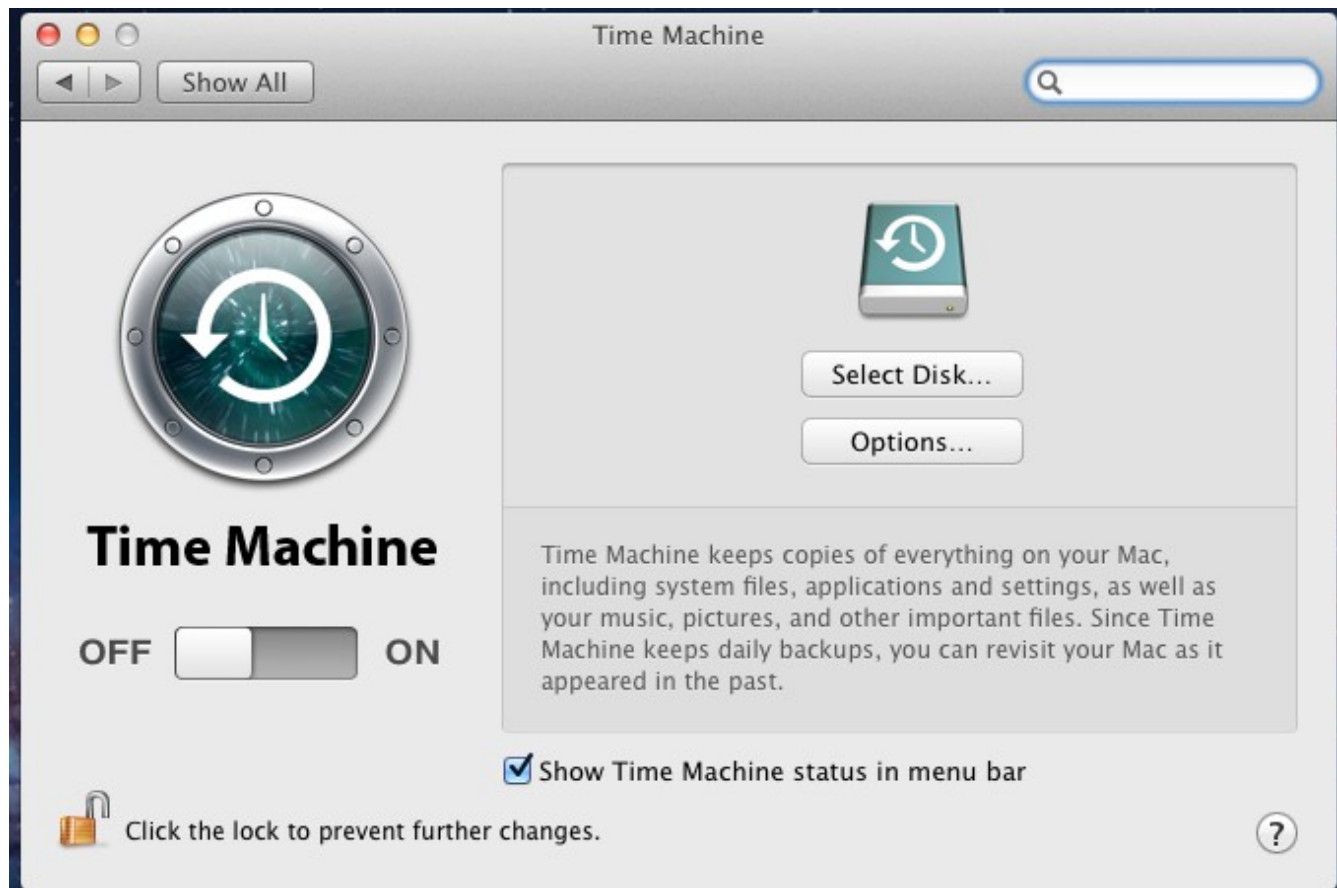 Time Machine
Show All
Select Disk...
Options...
Time Machine
OFF ON
Time Machine keeps copies of everything on your Mac,
including system files, applications and settings, as well as
your music, pictures, and other important files. Since Time
Machine keeps daily backups, you can revisit your Mac as it
appeared in the past.
Show Time Machine status in menu bar
Click the lock to prevent further changes.
?